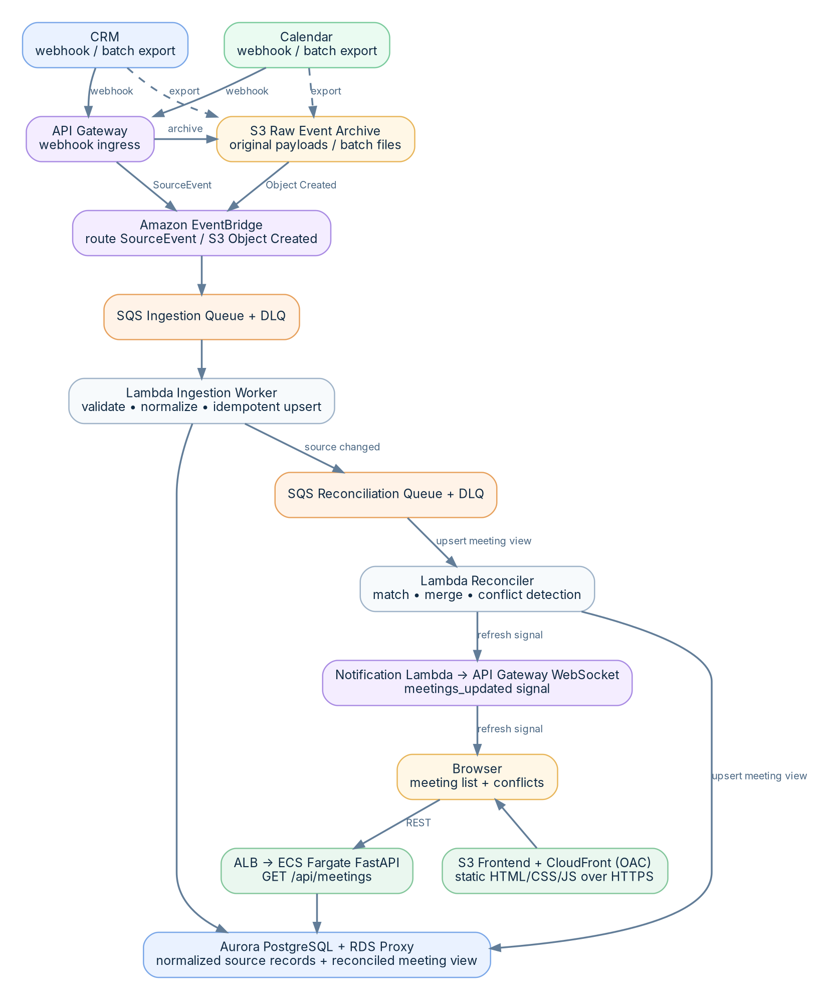 CRM
webhook / batch export
Calendar
webhook / batch export
webhook
export
webhook
export
API Gateway
webhook ingress
archive
S3 Raw Event Archive
original payloads / batch files
SourceEvent
Object Created
Amazon EventBridge
route SourceEvent / S3 Object Created
SQS Ingestion Queue + DLQ
Lambda Ingestion Worker
validate • normalize • idempotent upsert
source changed
SQS Reconciliation Queue + DLQ
upsert meeting view
Lambda Reconciler
match • merge • conflict detection
refresh signal
Notification Lambda → API Gateway WebSocket
meetings_updated signal
refresh signal
Browser
meeting list + conflicts
upsert meeting view
REST
ALB → ECS Fargate FastAPI
GET /api/meetings
S3 Frontend + CloudFront (OAC)
static HTML/CSS/JS over HTTPS
Aurora PostgreSQL + RDS Proxy
normalized source records + reconciled meeting view